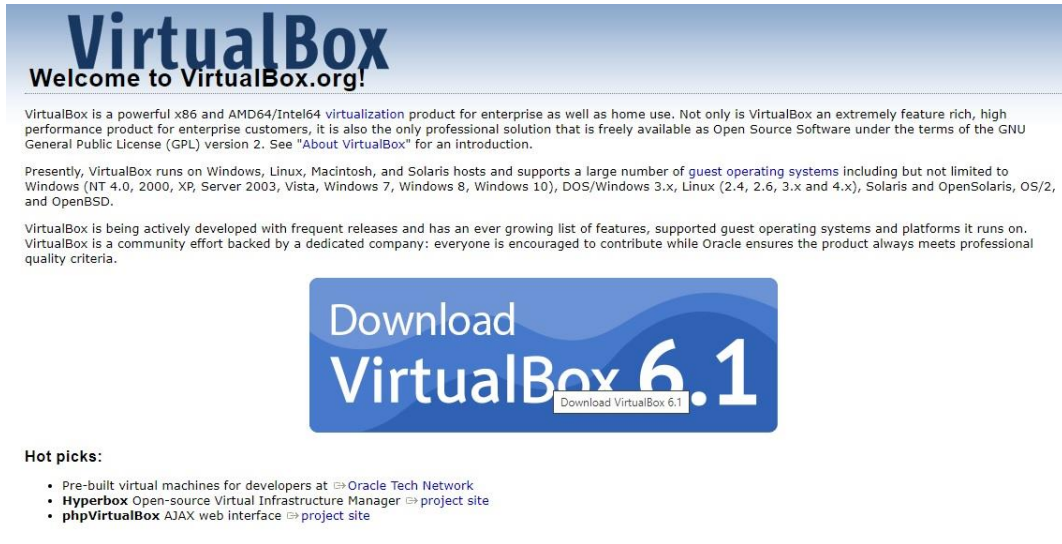 VirtualBox
Welcome to VirtualBox.org!
VirtualBox is a powerful x86 and AMD64/Intel64 virtualization product for enterprise as well as home use. Not only is VirtualBox an extremely feature rich, high
performance product for enterprise customers, it is also the only professional solution that is freely available as Open Source Software under the terms of the GNU
General Public License (GPL) version 2. See "About VirtualBox" for an introduction.
Presently, VirtualBox runs on Windows, Linux, Macintosh, and Solaris hosts and supports a large number of guest operating systems including but not limited to
Windows (NT 4.0, 2000, XP, Server 2003, Vista, Windows 7, Windows 8, Windows 10), DOS/Windows 3.x, Linux (2.4, 2.6, 3.x and 4.x), Solaris and OpenSolaris, OS/2,
and OpenBSD.
VirtualBox is being actively developed with frequent releases and has an ever growing list of features, supported guest operating systems and platforms it runs on.
VirtualBox is a community effort backed by a dedicated company: everyone is encouraged to contribute while Oracle ensures the product always meets professional
quality criteria.
Download
VirtualBox 6.1
Download VirtualBox 6.1
Hot picks:
• Pre-built virtual machines for developers at Oracle Tech Network
• Hyperbox Open-source Virtual Infrastructure Manager project site
• phpVirtualBox AJAX web interface project site